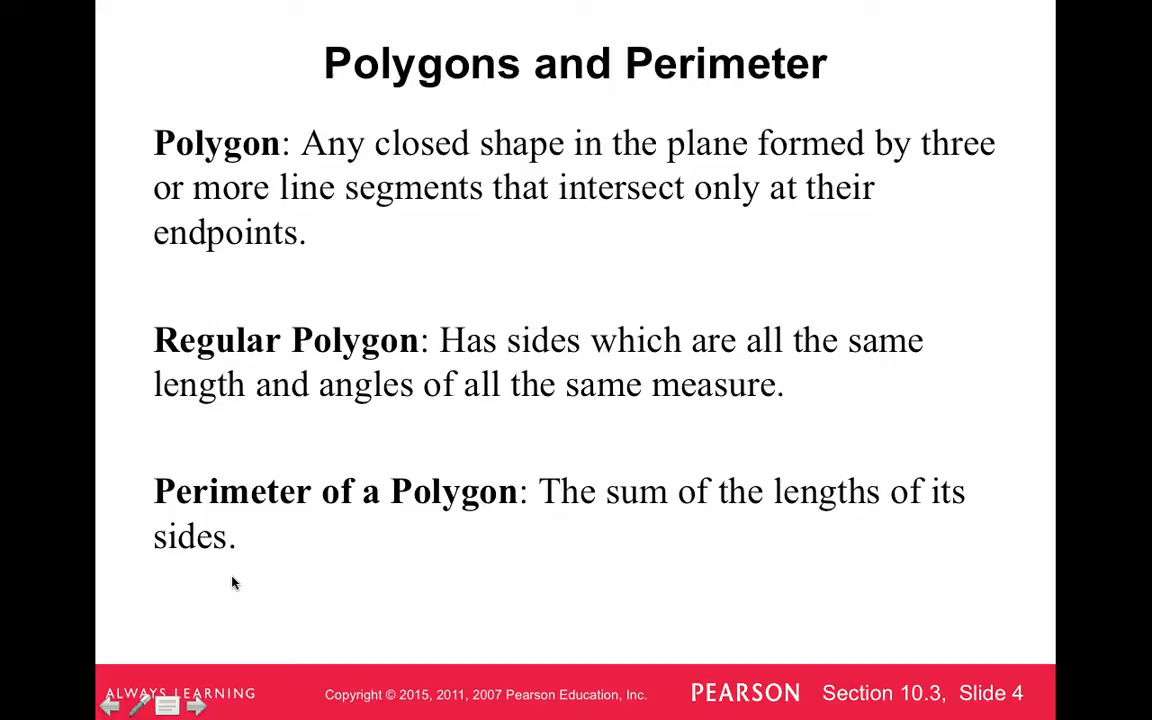 Polygons and Perimeter
Polygon: Any closed shape in the plane formed by three
or more line segments that intersect only at their
endpoints.
Regular Polygon: Has sides which are all the same
length and angles of all the same measure.
Perimeter of a Polygon: The sum of the lengths of its
sides.
ALWAYS LEARNING Copyright © 2015, 2011, 2007 Pearson Education, Inc. PEARSON Section 10.3, Slide 4